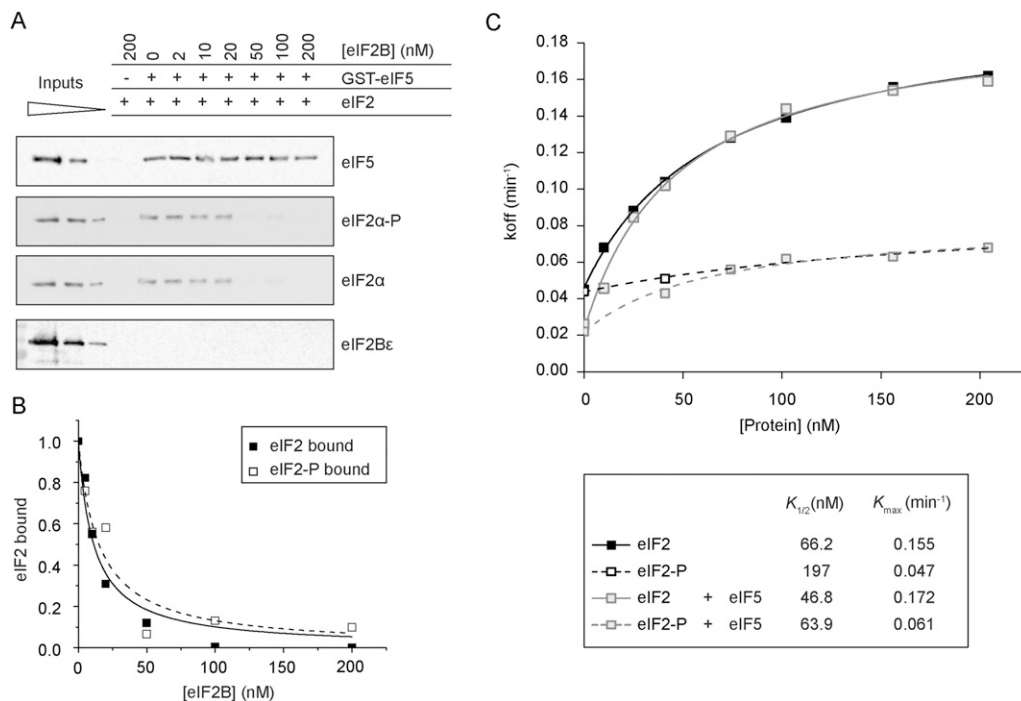 A
200 0 2 10 20 50 100 200 [eIF2B] (nM)
Inputs - + + + + + + + GST-eIF5
+ + + + + + + + eIF2
eIF5
eIF2α-P
eIF2α
eIF2Bε
B
eIF2 bound
1.0
0.8
0.6
0.4
0.2
0.0
0 50 100 150 200
[eIF2B] (nM)
eIF2 bound
eIF2-P bound
C
koff (min⁻¹)
0.18
0.16
0.14
0.12
0.10
0.08
0.06
0.04
0.02
0.00
0 50 100 150 200
[Protein] (nM)
K1/2(nM) Kmax (min⁻¹)
eIF2 66.2 0.155
eIF2-P 197 0.047
eIF2 + eIF5 46.8 0.172
eIF2-P + eIF5 63.9 0.061